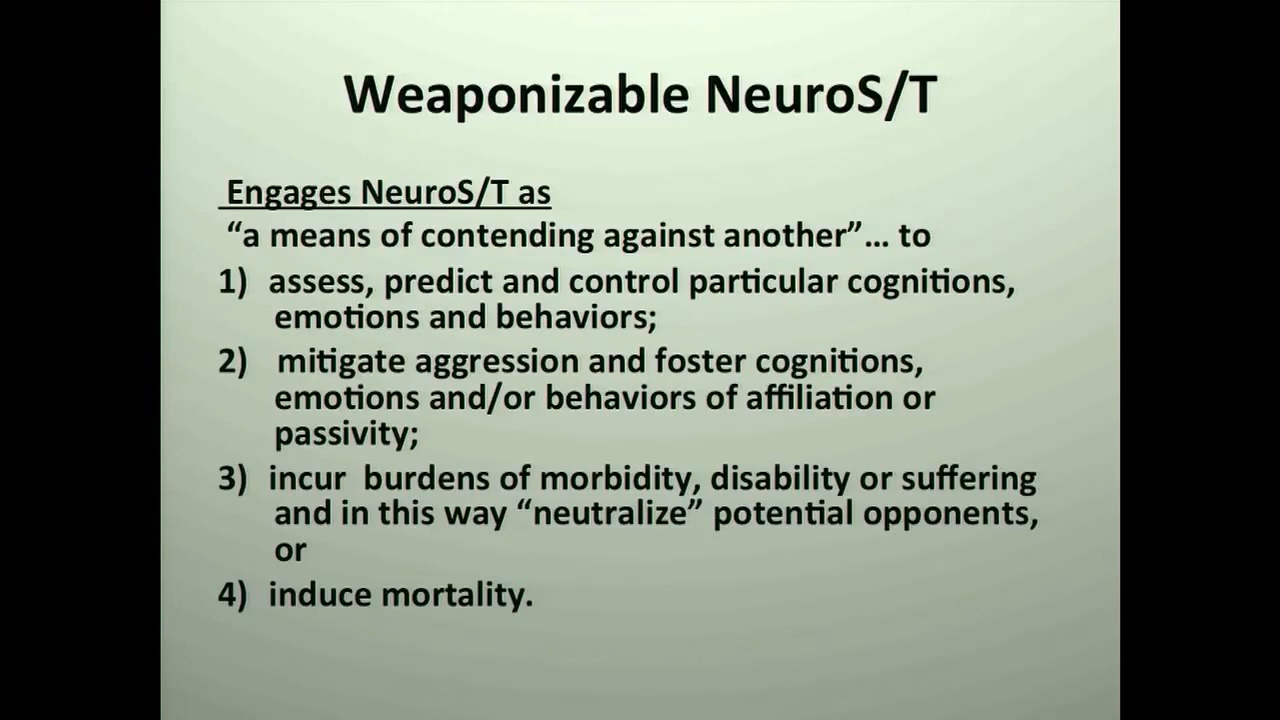 Weaponizable NeuroS/T
Engages NeuroS/T as
“a means of contending against another”… to
1) assess, predict and control particular cognitions,
emotions and behaviors;
2) mitigate aggression and foster cognitions,
emotions and/or behaviors of affiliation or
passivity;
3) incur burdens of morbidity, disability or suffering
and in this way “neutralize” potential opponents,
or
4) induce mortality.